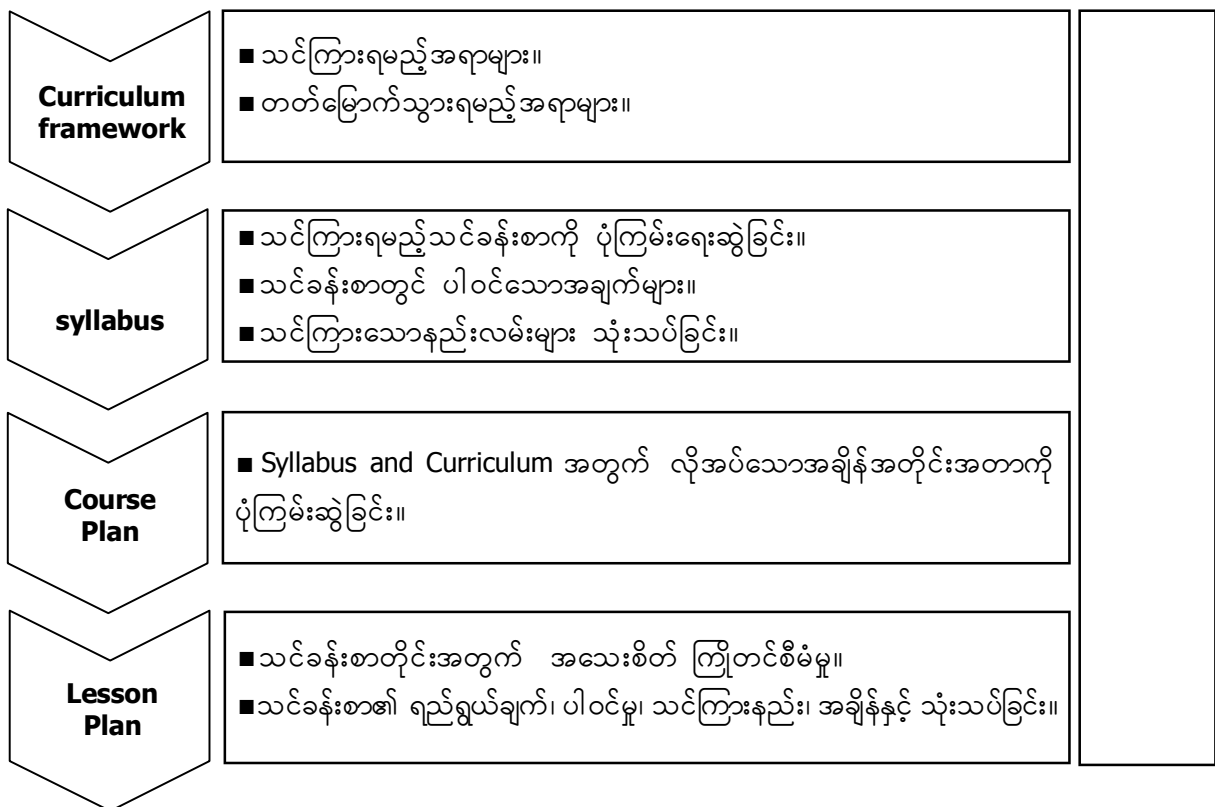 Curriculum
framework
■ သင်ကြားရမည့်အရာများ။
■ တတ်မြောက်သွားရမည့်အရာများ။
syllabus
■ သင်ကြားရမည့်သင်ခန်းစာကို ပုံကြမ်းရေးဆွဲခြင်း။
■ သင်ခန်းစာတွင် ပါဝင်သောအချက်များ။
■ သင်ကြားသောနည်းလမ်းများ သုံးသပ်ခြင်း။
Course
Plan
■ Syllabus and Curriculum အတွက် လိုအပ်သောအချိန်အတိုင်းအတာကို
ပုံကြမ်းဆွဲခြင်း။
Lesson
Plan
■ သင်ခန်းစာတိုင်းအတွက် အသေးစိတ် ကြိုတင်စီမံမှု။
■ သင်ခန်းစာ၏ ရည်ရွယ်ချက်၊ ပါဝင်မှု၊ သင်ကြားနည်း၊ အချိန်နှင့် သုံးသပ်ခြင်း။